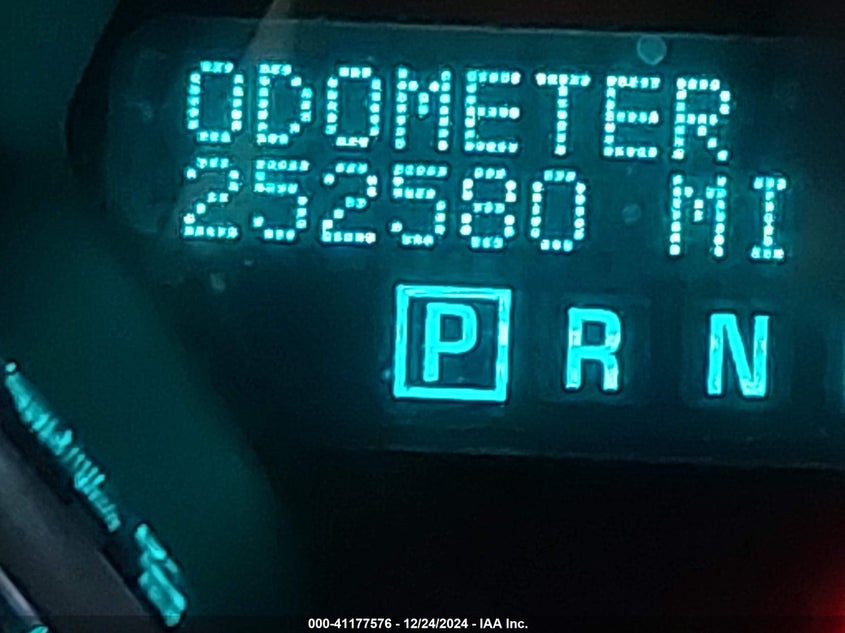 ODOMETER
252580 MI
P R N
000-41177576 - 12/24/2024 - IAA Inc.